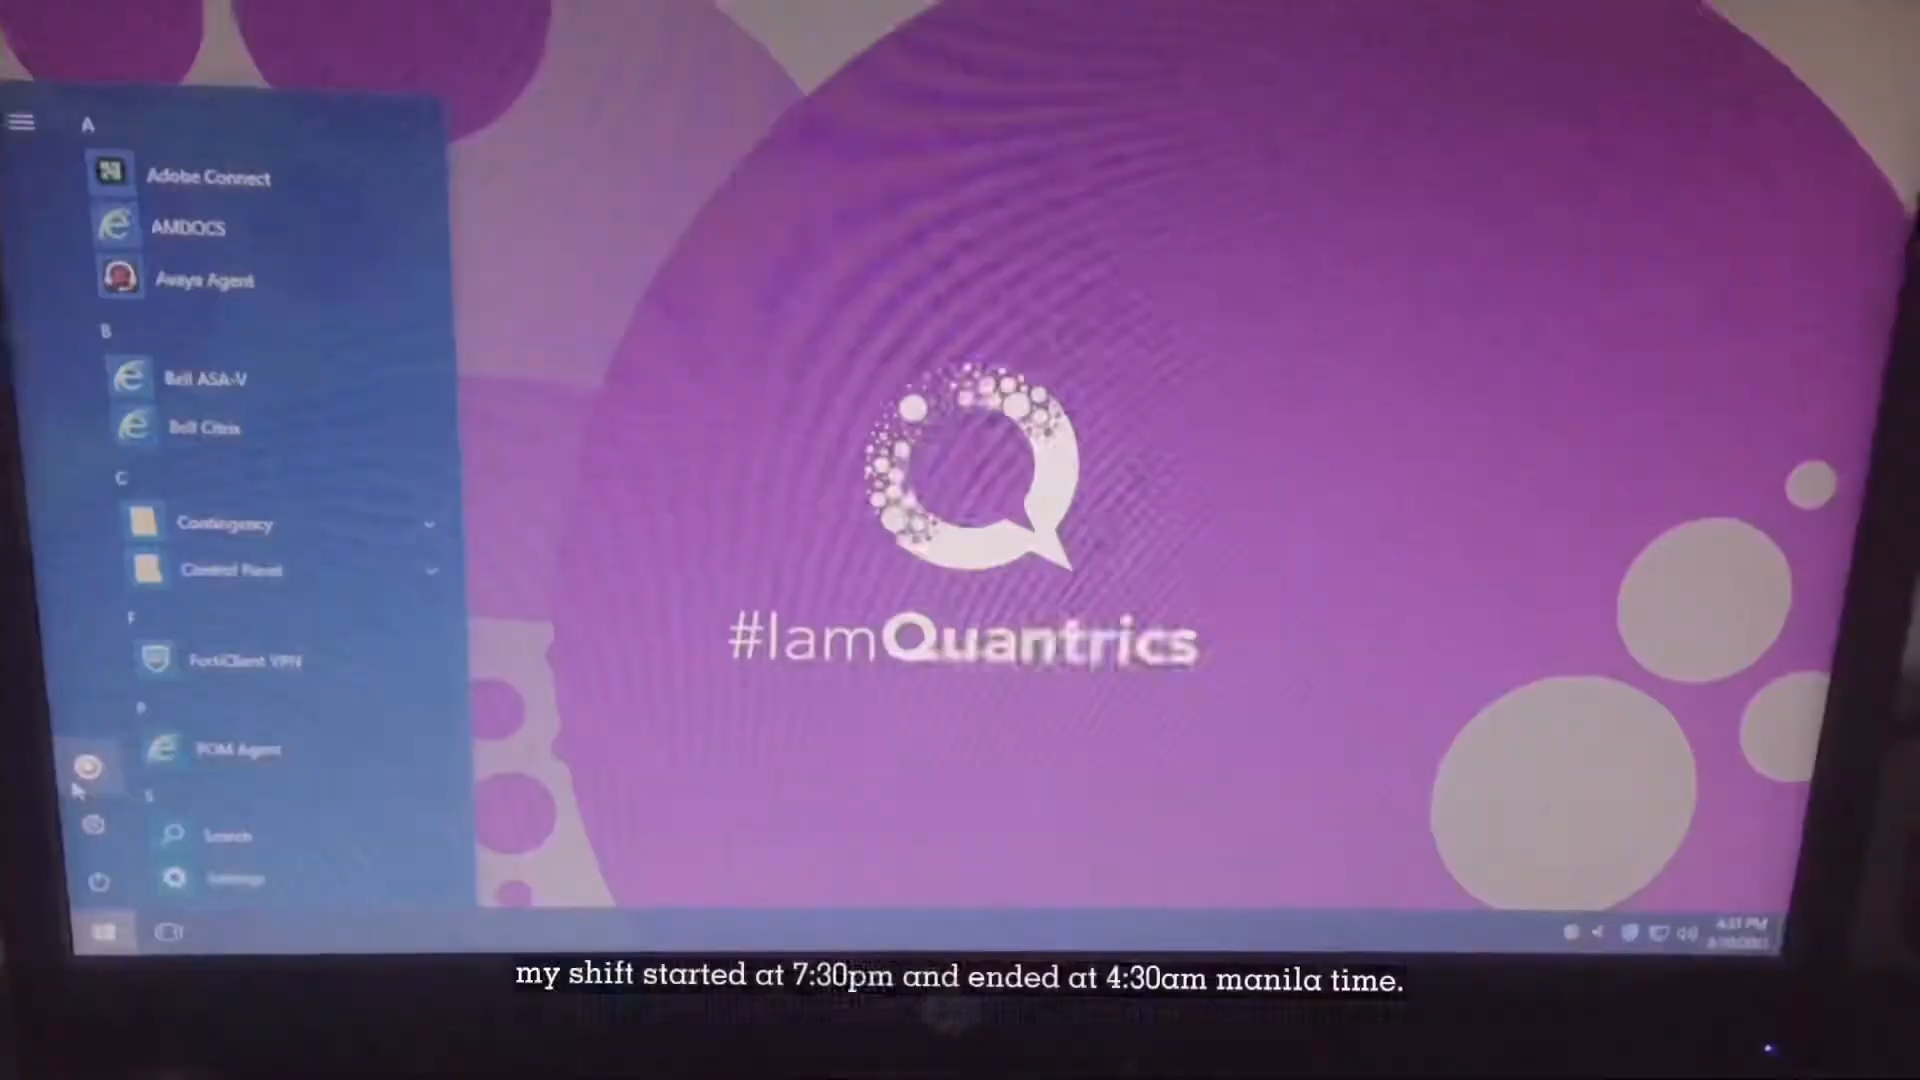 A
Adobe Connect
AMDOCS
Avaya Agent
B
Bell ASA-V
Bell Citrix
C
Contingency
Control Panel
F
FortiClient VPN
P
POM Agent
S
Search
Settings
#IamQuantrics
my shift started at 7:30pm and ended at 4:30am manila time.